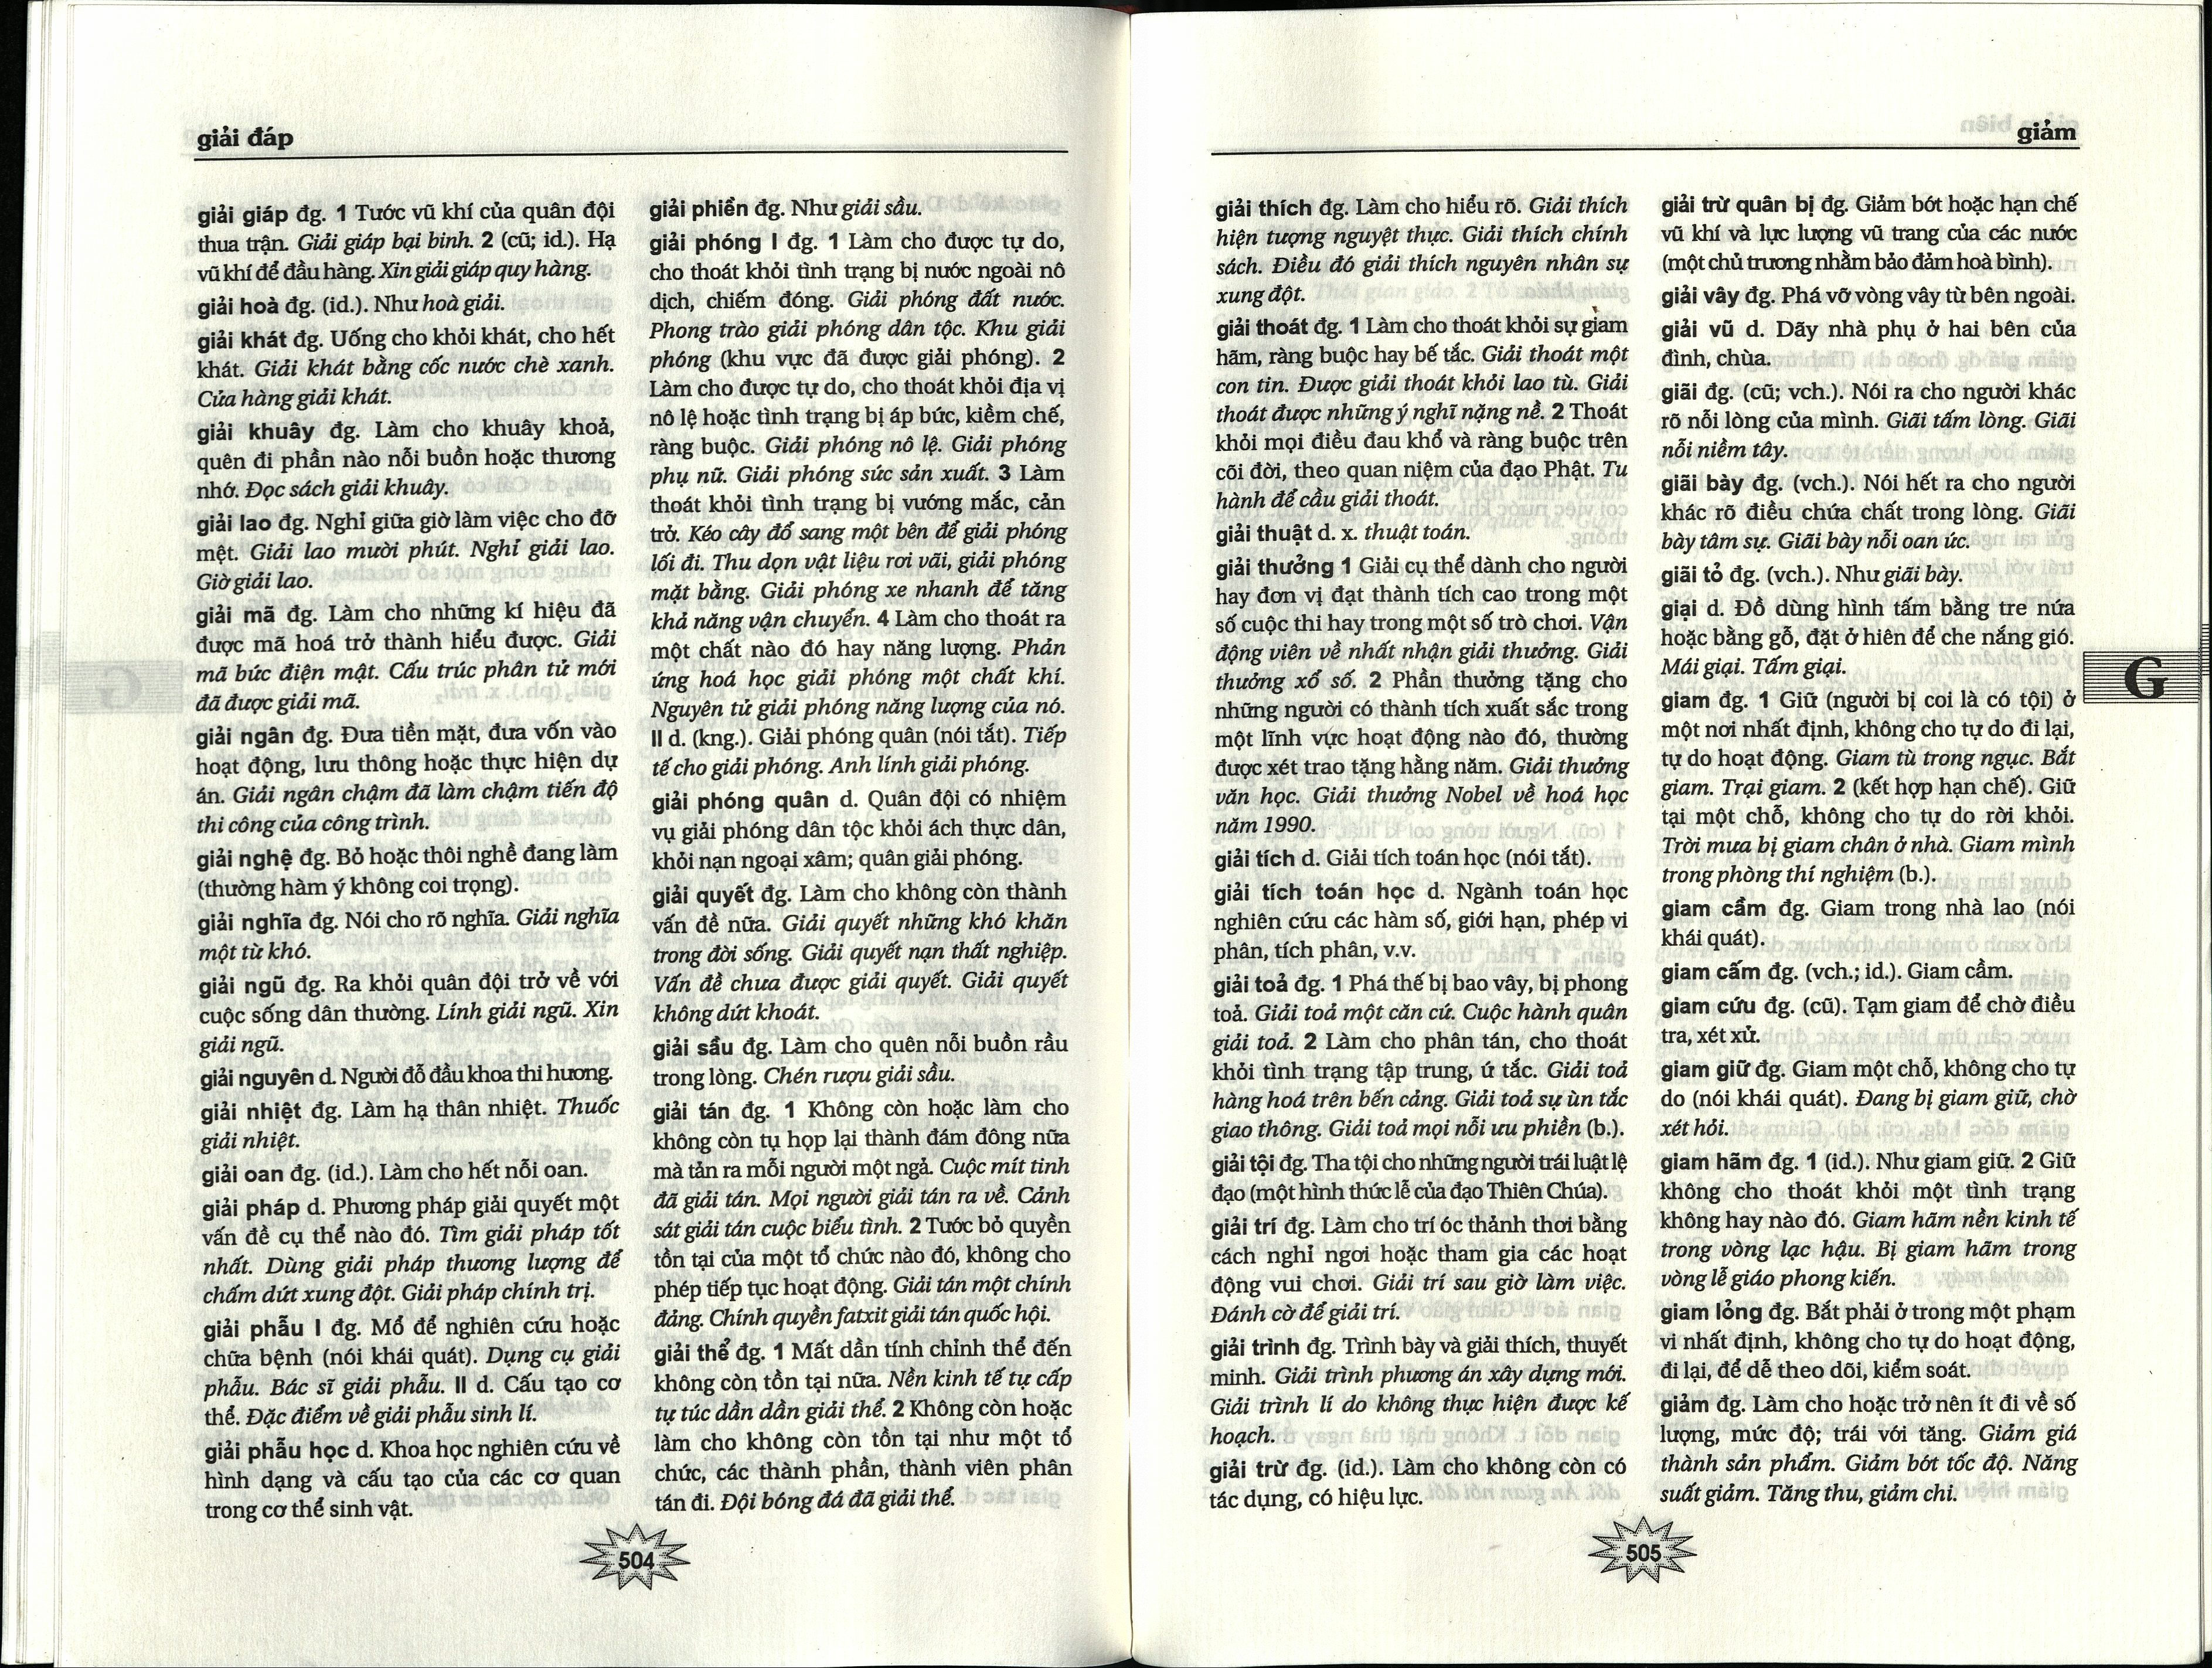 giải đáp
giải giáp đg. 1 Tước vũ khí của quân đội
thua trận. Giải giáp bại binh. 2 (cũ; id.). Hạ
vũ khí để đầu hàng. Xin giải giáp quy hàng.
giải hoà đg. (id.). Như hoà giải.
giải khát đg. Uống cho khỏi khát, cho hết
khát. Giải khát bằng cốc nước chè xanh.
Cửa hàng giải khát.
giải khuây đg. Làm cho khuây khoả,
quên đi phần nào nỗi buồn hoặc thương
nhớ. Đọc sách giải khuây.
giải lao đg. Nghỉ giữa giờ làm việc cho đỡ
mệt. Giải lao mười phút. Nghỉ giải lao.
Giờ giải lao.
giải mã đg. Làm cho những kí hiệu đã
được mã hoá trở thành hiểu được. Giải
mã bức điện mật. Cấu trúc phân tử mới
đã được giải mã.
giải ngân đg. Đưa tiền mặt, đưa vốn vào
hoạt động, lưu thông hoặc thực hiện dự
án. Giải ngân chậm đã làm chậm tiến độ
thi công của công trình.
giải nghệ đg. Bỏ hoặc thôi nghề đang làm
(thường hàm ý không coi trọng).
giải nghĩa đg. Nói cho rõ nghĩa. Giải nghĩa
một từ khó.
giải ngũ đg. Ra khỏi quân đội trở về với
cuộc sống dân thường. Lính giải ngũ. Xin
giải ngũ.
giải nguyên d. Người đỗ đầu khoa thi hương.
giải nhiệt đg. Làm hạ thân nhiệt. Thuốc
giải nhiệt.
giải oan đg. (id.). Làm cho hết nỗi oan.
giải pháp d. Phương pháp giải quyết một
vấn đề cụ thể nào đó. Tìm giải pháp tốt
nhất. Dùng giải pháp thương lượng để
chấm dứt xung đột. Giải pháp chính trị.
giải phẫu I đg. Mổ để nghiên cứu hoặc
chữa bệnh (nói khái quát). Dụng cụ giải
phẫu. Bác sĩ giải phẫu. II d. Cấu tạo cơ
thể. Đặc điểm về giải phẫu sinh lí.
giải phẫu học d. Khoa học nghiên cứu về
hình dạng và cấu tạo của các cơ quan
trong cơ thể sinh vật.
giải phiền đg. Như giải sầu.
giải phóng I đg. 1 Làm cho được tự do,
cho thoát khỏi tình trạng bị nước ngoài nô
dịch, chiếm đóng. Giải phóng đất nước.
Phong trào giải phóng dân tộc. Khu giải
phóng (khu vực đã được giải phóng). 2
Làm cho được tự do, cho thoát khỏi địa vị
nô lệ hoặc tình trạng bị áp bức, kiềm chế,
ràng buộc. Giải phóng nô lệ. Giải phóng
phụ nữ. Giải phóng sức sản xuất. 3 Làm
thoát khỏi tình trạng bị vướng mắc, cản
trở. Kéo cây đổ sang một bên để giải phóng
lối đi. Thu dọn vật liệu rơi vãi, giải phóng
mặt bằng. Giải phóng xe nhanh để tăng
khả năng vận chuyển. 4 Làm cho thoát ra
một chất nào đó hay năng lượng. Phản
ứng hoá học giải phóng một chất khí.
Nguyên tử giải phóng năng lượng của nó.
II d. (kng.). Giải phóng quân (nói tắt). Tiếp
tế cho giải phóng. Anh lính giải phóng.
giải phóng quân d. Quân đội có nhiệm
vụ giải phóng dân tộc khỏi ách thực dân,
khỏi nạn ngoại xâm; quân giải phóng.
giải quyết đg. Làm cho không còn thành
vấn đề nữa. Giải quyết những khó khăn
trong đời sống. Giải quyết nạn thất nghiệp.
Vấn đề chưa được giải quyết. Giải quyết
không dứt khoát.
giải sầu đg. Làm cho quên nỗi buồn rầu
trong lòng. Chén rượu giải sầu.
giải tán đg. 1 Không còn hoặc làm cho
không còn tụ họp lại thành đám đông nữa
mà tản ra mỗi người một ngả. Cuộc mít tinh
đã giải tán. Mọi người giải tán ra về. Cảnh
sát giải tán cuộc biểu tình. 2 Tước bỏ quyền
tồn tại của một tổ chức nào đó, không cho
phép tiếp tục hoạt động. Giải tán một chính
đảng. Chính quyền fatxit giải tán quốc hội.
giải thể đg. 1 Mất dần tính chỉnh thể đến
không còn tồn tại nữa. Nền kinh tế tự cấp
tự túc dần dần giải thể. 2 Không còn hoặc
làm cho không còn tồn tại như một tổ
chức, các thành phần, thành viên phân
tán đi. Đội bóng đá đã giải thể.
504
giảm
giải thích đg. Làm cho hiểu rõ. Giải thích
hiện tượng nguyệt thực. Giải thích chính
sách. Điều đó giải thích nguyên nhân sự
xung đột.
giải thoát đg. 1 Làm cho thoát khỏi sự giam
hãm, ràng buộc hay bế tắc. Giải thoát một
con tin. Được giải thoát khỏi lao tù. Giải
thoát được những ý nghĩ nặng nề. 2 Thoát
khỏi mọi điều đau khổ và ràng buộc trên
cõi đời, theo quan niệm của đạo Phật. Tu
hành để cầu giải thoát.
giải thuật d. x. thuật toán.
giải thưởng 1 Giải cụ thể dành cho người
hay đơn vị đạt thành tích cao trong một
số cuộc thi hay trong một số trò chơi. Vận
động viên về nhất nhận giải thưởng. Giải
thưởng xổ số. 2 Phần thưởng tặng cho
những người có thành tích xuất sắc trong
một lĩnh vực hoạt động nào đó, thường
được xét trao tặng hằng năm. Giải thưởng
văn học. Giải thưởng Nobel về hoá học
năm 1990.
giải tích d. Giải tích toán học (nói tắt).
giải tích toán học d. Ngành toán học
nghiên cứu các hàm số, giới hạn, phép vi
phân, tích phân, v.v.
giải toả đg. 1 Phá thế bị bao vây, bị phong
toả. Giải toả một căn cứ. Cuộc hành quân
giải toả. 2 Làm cho phân tán, cho thoát
khỏi tình trạng tập trung, ứ tắc. Giải toả
hàng hoá trên bến cảng. Giải toả sự ùn tắc
giao thông. Giải toả mọi nỗi ưu phiền (b.).
giải tội đg. Tha tội cho những người trái luật lệ
đạo (một hình thức lễ của đạo Thiên Chúa).
giải trí đg. Làm cho trí óc thảnh thơi bằng
cách nghỉ ngơi hoặc tham gia các hoạt
động vui chơi. Giải trí sau giờ làm việc.
Đánh cờ để giải trí.
giải trình đg. Trình bày và giải thích, thuyết
minh. Giải trình phương án xây dựng mới.
Giải trình lí do không thực hiện được kế
hoạch.
giải trừ đg. (id.). Làm cho không còn có
tác dụng, có hiệu lực.
giải trừ quân bị đg. Giảm bớt hoặc hạn chế
vũ khí và lực lượng vũ trang của các nước
(một chủ trương nhằm bảo đảm hoà bình).
giải vây đg. Phá vỡ vòng vây từ bên ngoài.
giải vũ d. Dãy nhà phụ ở hai bên của
đình, chùa.
giãi đg. (cũ; vch.). Nói ra cho người khác
rõ nỗi lòng của mình. Giãi tấm lòng. Giãi
nỗi niềm tây.
giãi bày đg. (vch.). Nói hết ra cho người
khác rõ điều chứa chất trong lòng. Giãi
bày tâm sự. Giãi bày nỗi oan ức.
giãi tỏ đg. (vch.). Như giãi bày.
giại d. Đồ dùng hình tấm bằng tre nứa
hoặc bằng gỗ, đặt ở hiên để che nắng gió.
Mái giại. Tấm giại.
giam đg. 1 Giữ (người bị coi là có tội) ở
một nơi nhất định, không cho tự do đi lại,
tự do hoạt động. Giam tù trong ngục. Bắt
giam. Trại giam. 2 (kết hợp hạn chế). Giữ
tại một chỗ, không cho tự do rời khỏi.
Trời mưa bị giam chân ở nhà. Giam mình
trong phòng thí nghiệm (b.).
giam cầm đg. Giam trong nhà lao (nói
khái quát).
giam cấm đg. (vch.; id.). Giam cầm.
giam cứu đg. (cũ). Tạm giam để chờ điều
tra, xét xử.
giam giữ đg. Giam một chỗ, không cho tự
do (nói khái quát). Đang bị giam giữ, chờ
xét hỏi.
giam hãm đg. 1 (id.). Như giam giữ. 2 Giữ
không cho thoát khỏi một tình trạng
không hay nào đó. Giam hãm nền kinh tế
trong vòng lạc hậu. Bị giam hãm trong
vòng lễ giáo phong kiến.
giam lỏng đg. Bắt phải ở trong một phạm
vi nhất định, không cho tự do hoạt động,
đi lại, để dễ theo dõi, kiểm soát.
giảm đg. Làm cho hoặc trở nên ít đi về số
lượng, mức độ; trái với tăng. Giảm giá
thành sản phẩm. Giảm bớt tốc độ. Năng
suất giảm. Tăng thu, giảm chi.
G
505